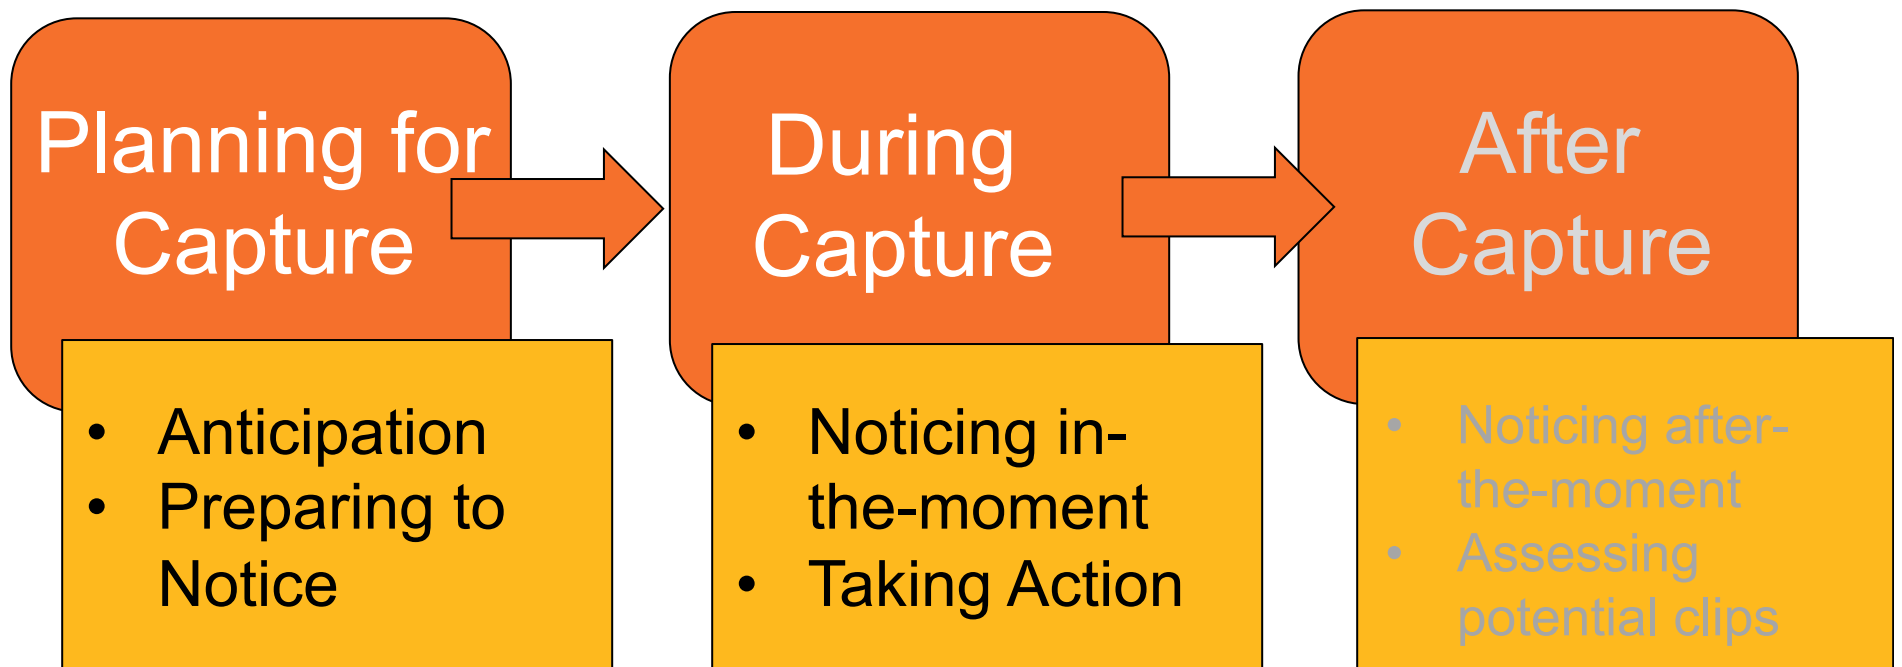 Planning for
Capture
• Anticipation
• Preparing to
Notice
During
Capture
• Noticing in-
the-moment
• Taking Action
After
Capture
• Noticing after-
the-moment
• Assessing
potential clips